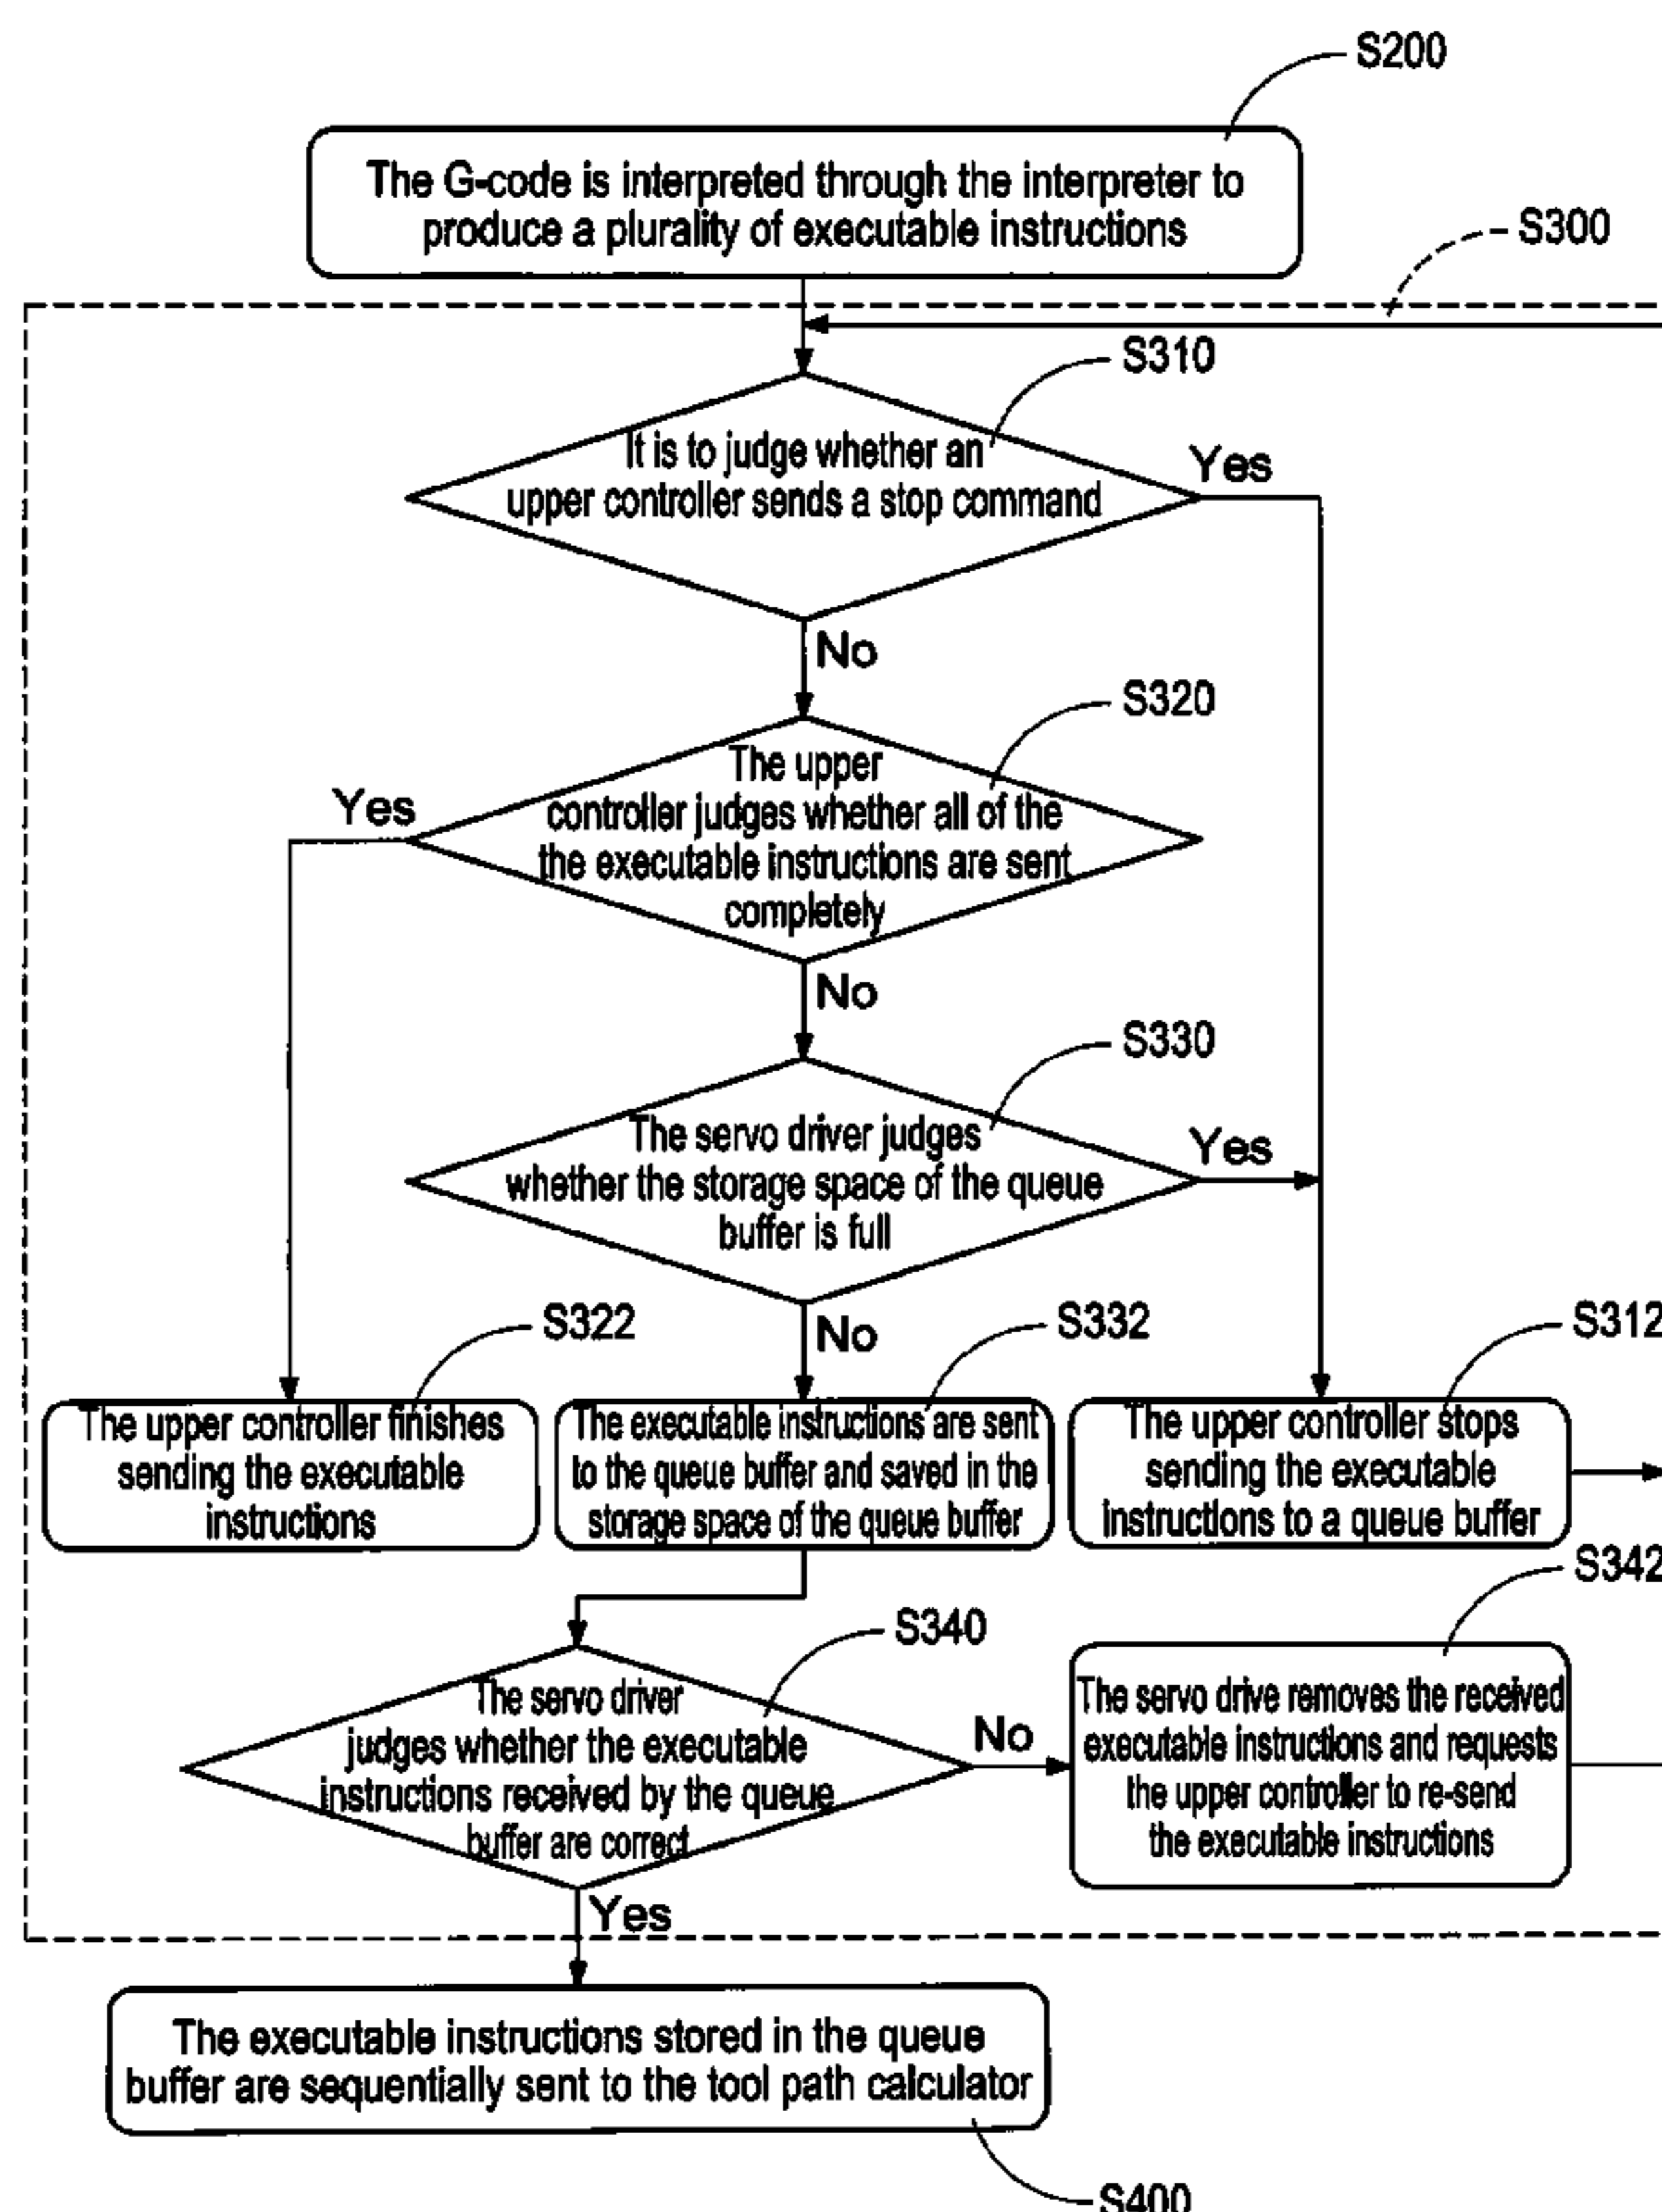 S200
The G-code is interpreted through the interpreter to
produce a plurality of executable instructions
S300
S310
It is to judge whether an
upper controller sends a stop command
Yes
No
S320
The upper
controller judges whether all of the
the executable instructions are sent
completely
Yes
No
S330
The servo driver judges
whether the storage space of the queue
buffer is full
Yes
No
S322
The upper controller finishes
sending the executable
instructions
S332
The executable instructions are sent
to the queue buffer and saved in the
storage space of the queue buffer
S312
The upper controller stops
sending the executable
instructions to a queue buffer
S340
The servo driver
judges whether the executable
instructions received by the queue
buffer are correct
No
S342
The servo drive removes the received
executable instructions and requests
the upper controller to re-send
the executable instructions
Yes
The executable instructions stored in the queue
buffer are sequentially sent to the tool path calculator
S400